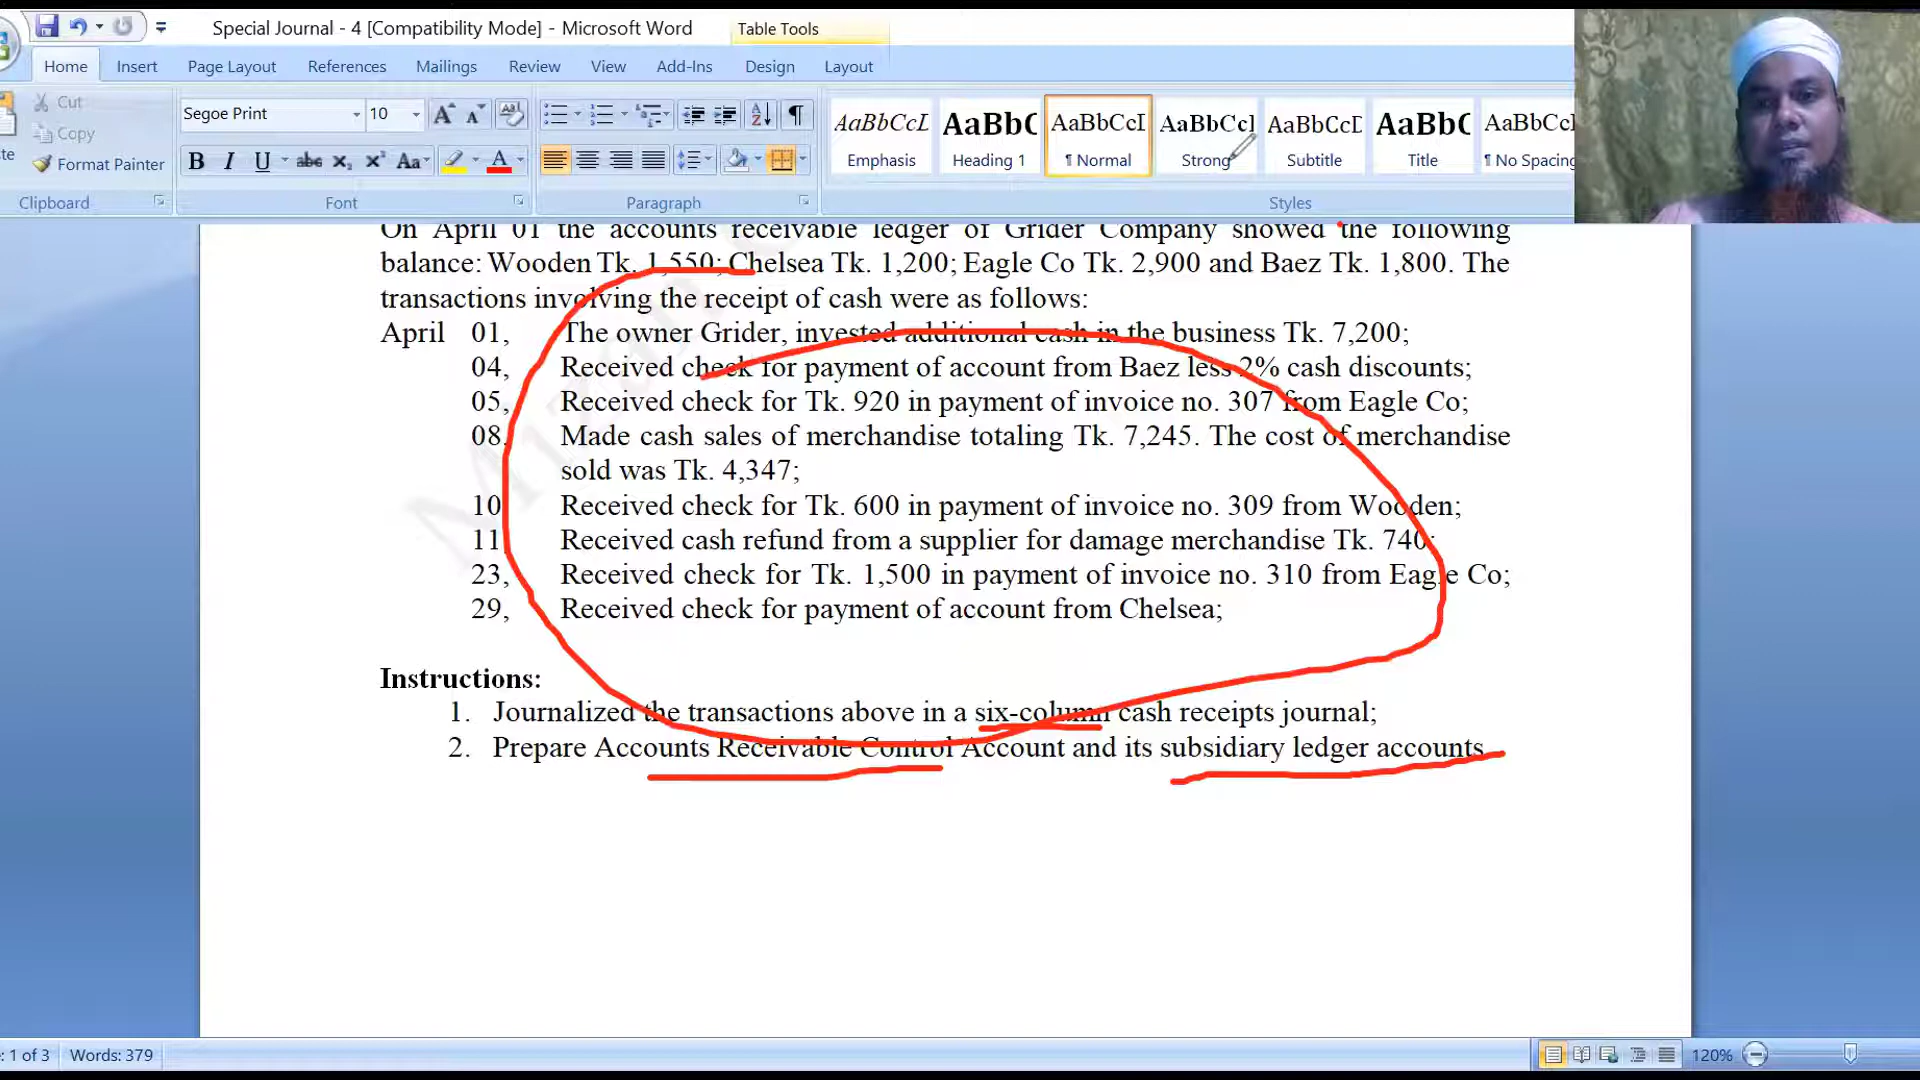 Special Journal - 4 [Compatibility Mode] - Microsoft Word
Table Tools
Home Insert Page Layout References Mailings Review View Add-Ins Design Layout
Cut
Copy
Format Painter
Clipboard
Segoe Print 10
B I U abc x₂ x² Aa A
Font
Paragraph
AaBbCcI Emphasis
AaBbC Heading 1
AaBbCcI ¶ Normal
AaBbCcI Strong
AaBbCcD Subtitle
AaBbC Title
AaBbCcI ¶ No Spacing
Styles
On April 01 the accounts receivable ledger of Grider Company showed the following
balance: Wooden Tk. 1,550; Chelsea Tk. 1,200; Eagle Co Tk. 2,900 and Baez Tk. 1,800. The
transactions involving the receipt of cash were as follows:
April 01, The owner Grider, invested additional cash in the business Tk. 7,200;
04, Received check for payment of account from Baez less 2% cash discounts;
05, Received check for Tk. 920 in payment of invoice no. 307 from Eagle Co;
08, Made cash sales of merchandise totaling Tk. 7,245. The cost of merchandise
sold was Tk. 4,347;
10 Received check for Tk. 600 in payment of invoice no. 309 from Wooden;
11 Received cash refund from a supplier for damage merchandise Tk. 740;
23, Received check for Tk. 1,500 in payment of invoice no. 310 from Eagle Co;
29, Received check for payment of account from Chelsea;
Instructions:
1. Journalized the transactions above in a six-column cash receipts journal;
2. Prepare Accounts Receivable Control Account and its subsidiary ledger accounts
: 1 of 3 Words: 379
120%